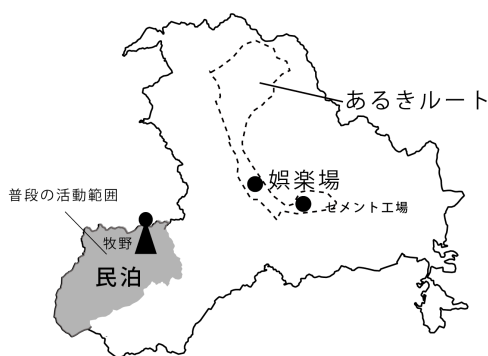 あるきルート
娯楽場
セメント工場
普段の活動範囲
牧野
民泊